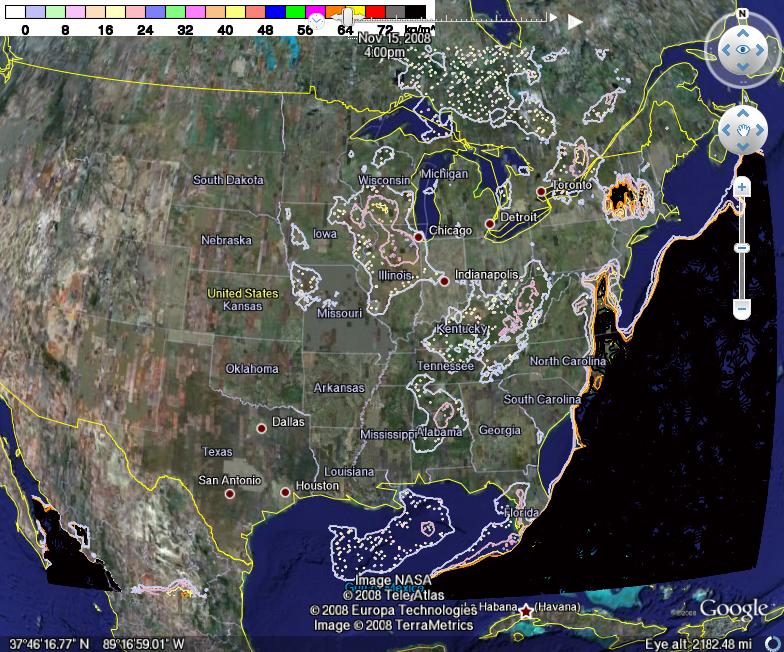 0 8 16 24 32 40 48 56 64 72 kg/m^
Nov 15, 2008
4:00pm
N
South Dakota
Wisconsin
Michigan
Toronto
Nebraska
Iowa
Chicago
Detroit
United States
Kansas
Illinois
Indianapolis
Missouri
Kentucky
Oklahoma
Tennessee
North Carolina
Arkansas
South Carolina
Dallas
Mississippi
Alabama
Georgia
Texas
Louisiana
San Antonio
Houston
Florida
Image NASA
© 2008 Tele Atlas
© 2008 Europa Technologies
Image © 2008 TerraMetrics
La Habana (Havana)
©2008 Google
37°46'16.77" N 89°16'59.01" W
Eye alt 2182.48 mi